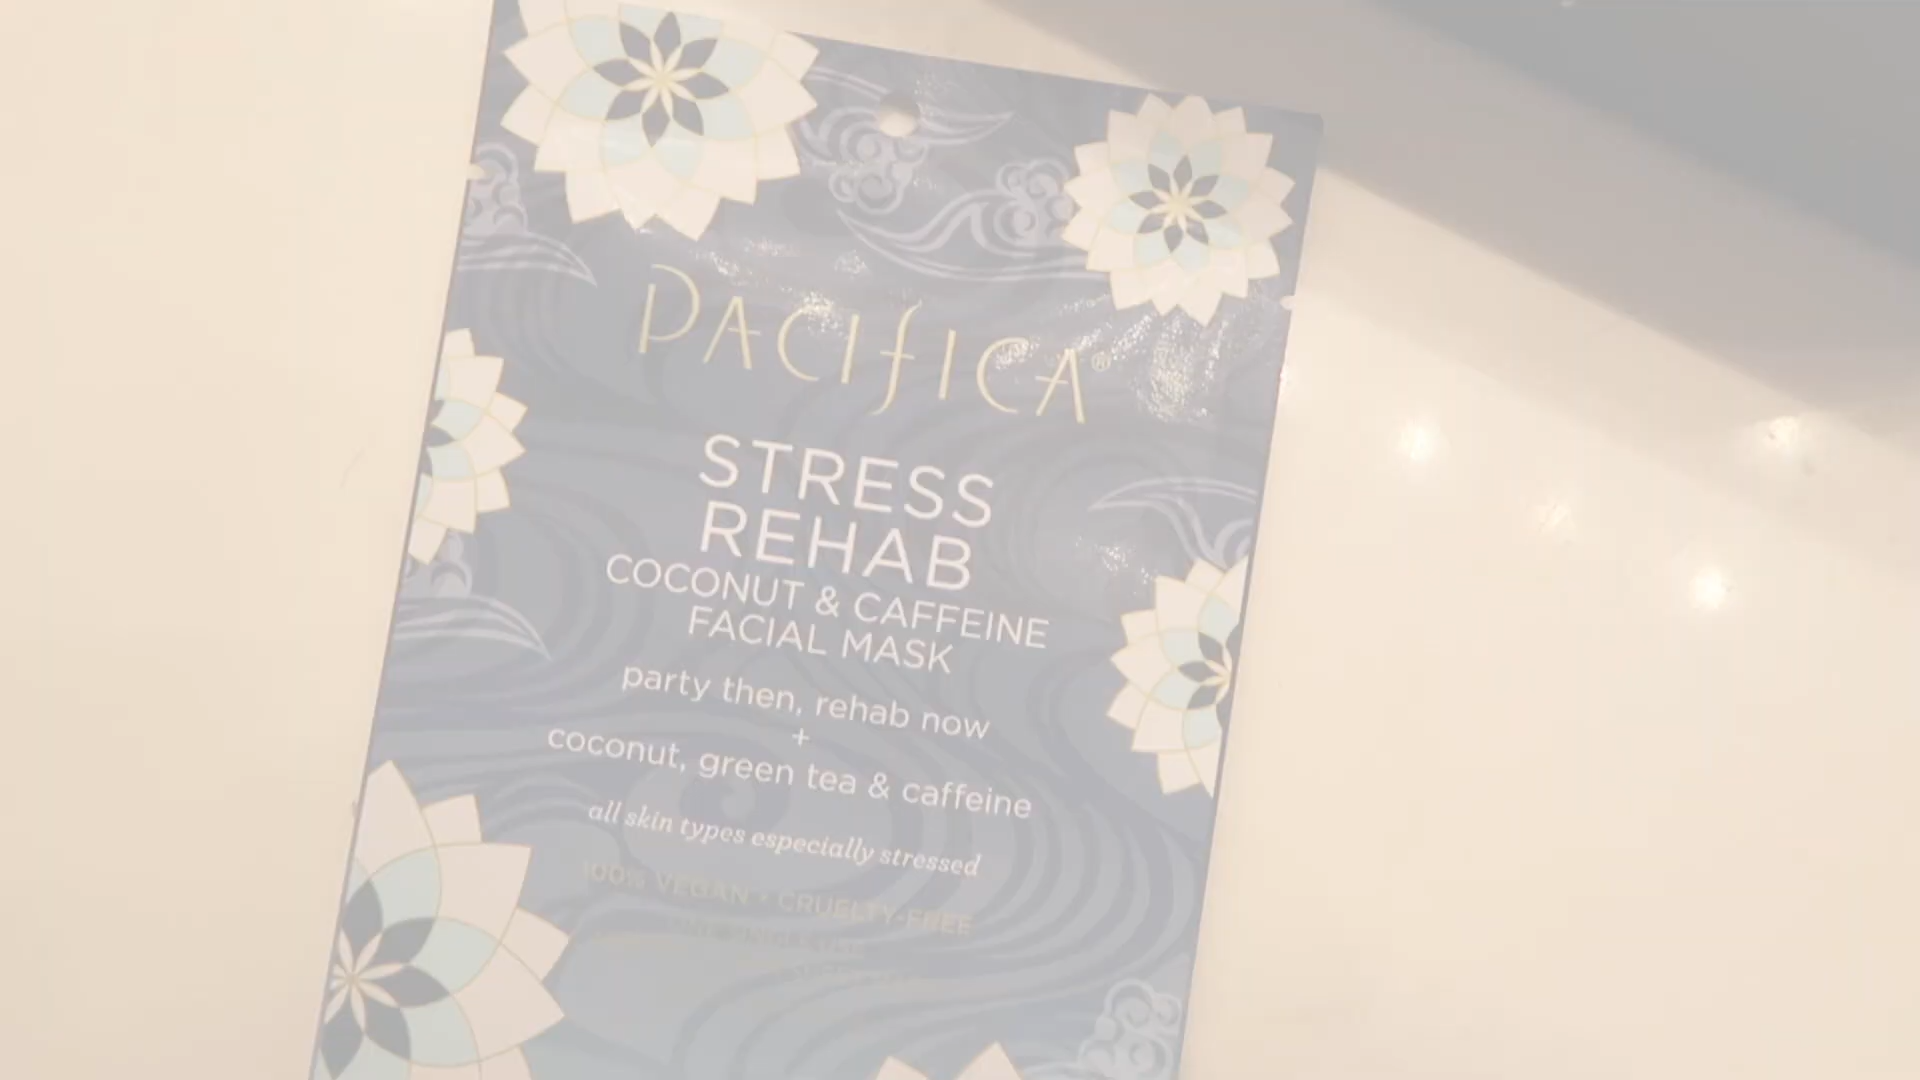 PACIFICA®
STRESS
REHAB
COCONUT & CAFFEINE
FACIAL MASK
party then, rehab now
+
coconut, green tea & caffeine
all skin types especially stressed
100% VEGAN • CRUELTY-FREE